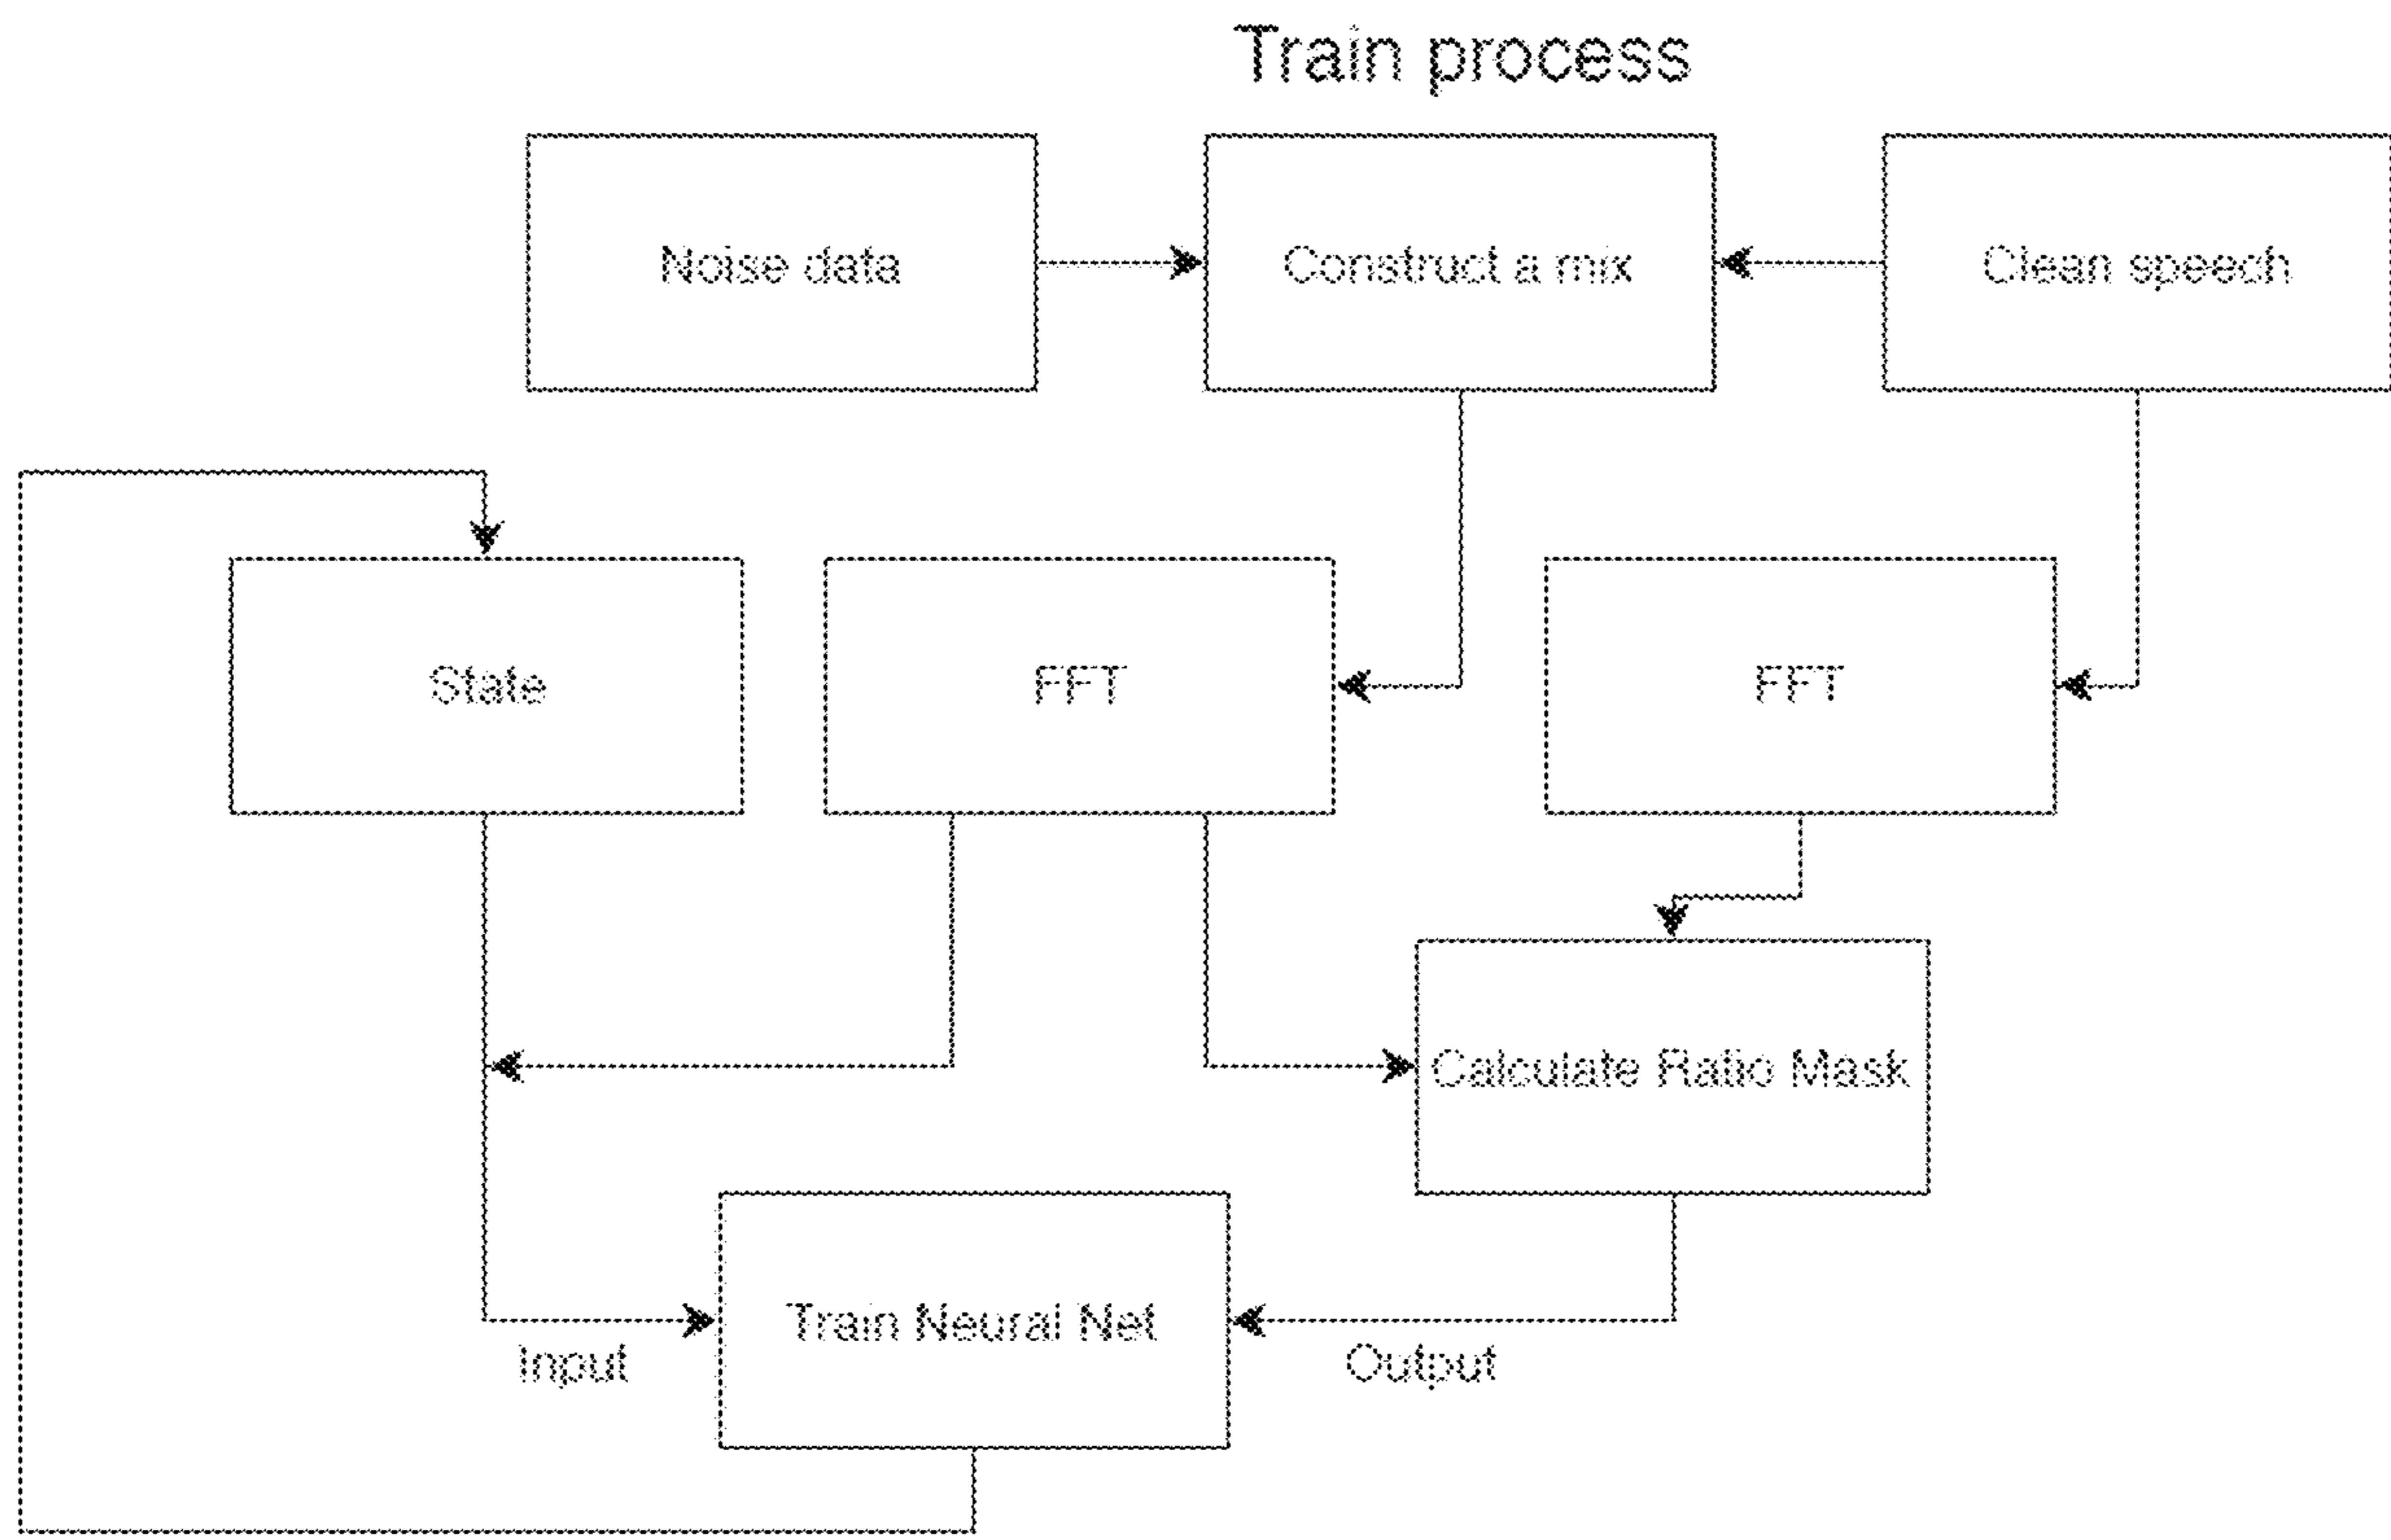 Train process
Noise data
Construct a mix
Clean speech
State
FFT
FFT
Calculate Ratio Mask
Train Neural Net
Input
Output